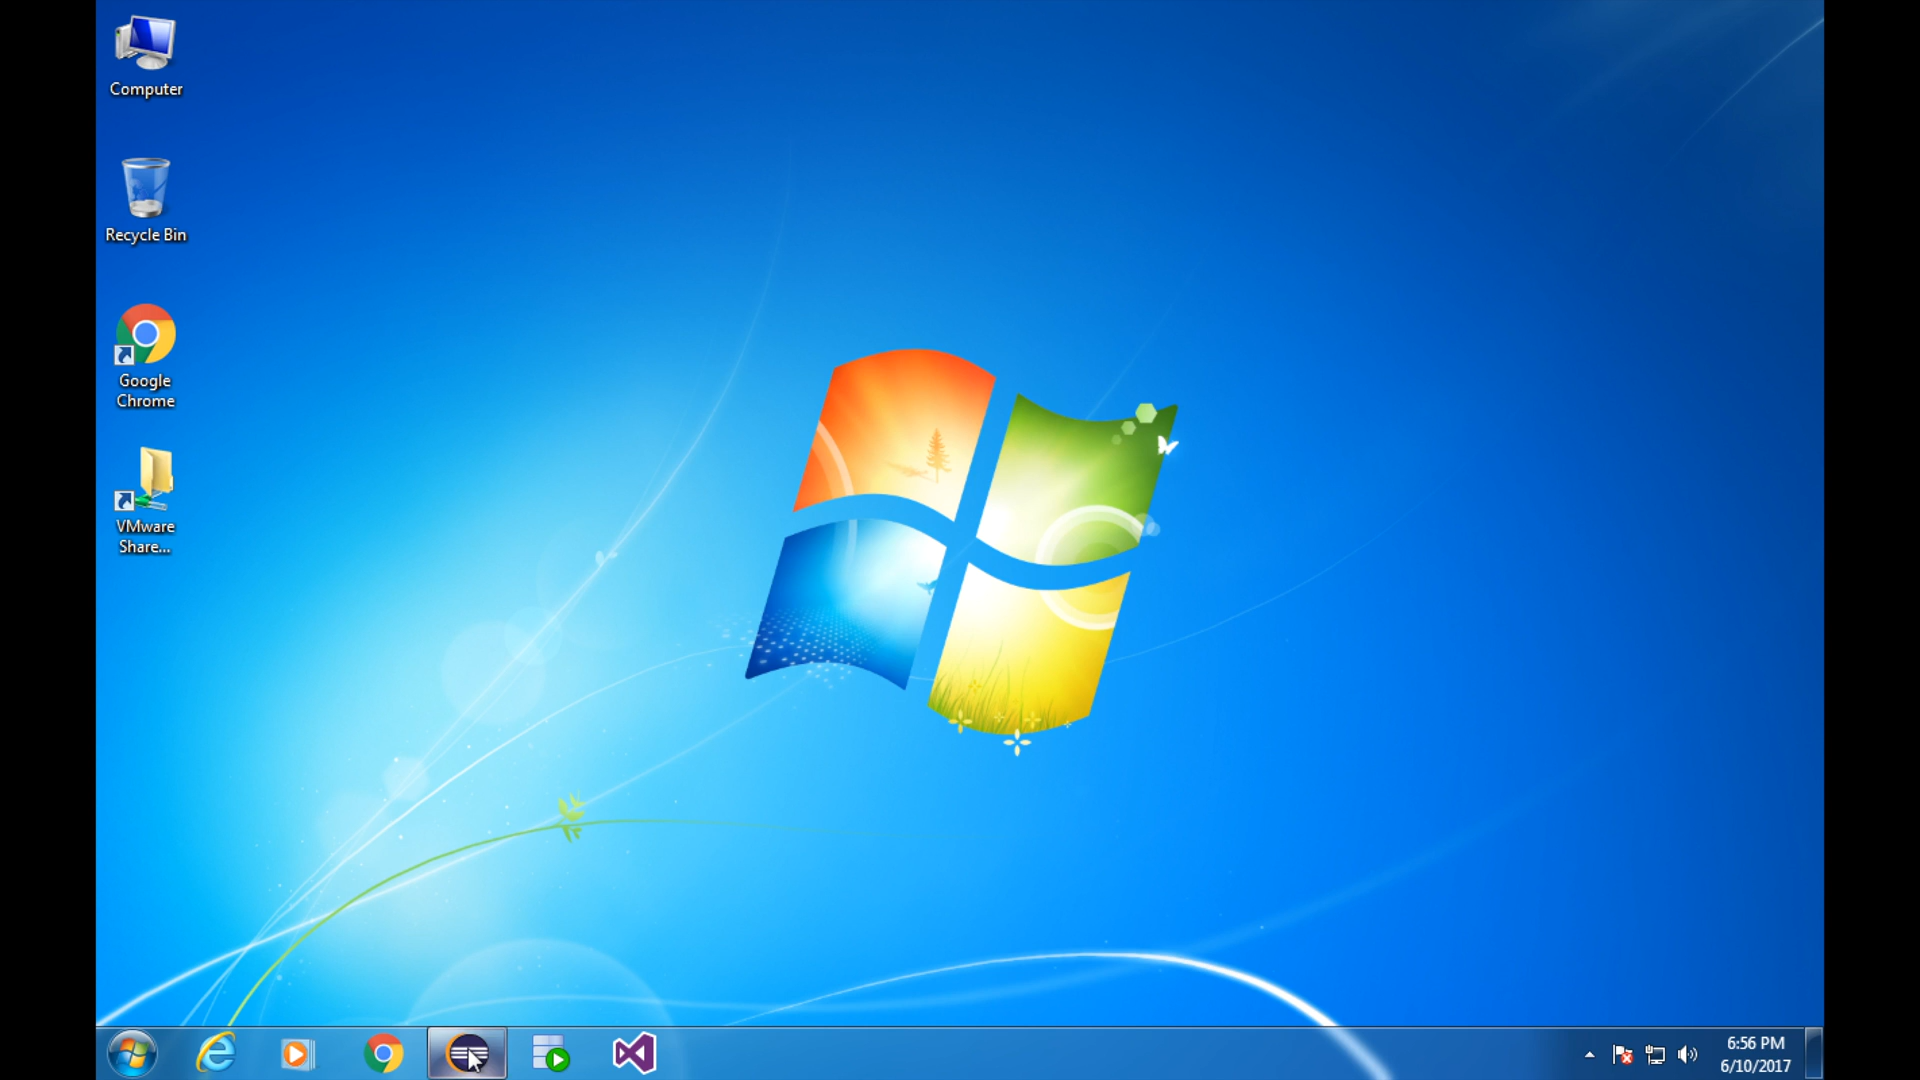 Computer
Recycle Bin
Google
Chrome
VMware
Share...
6:56 PM
6/10/2017